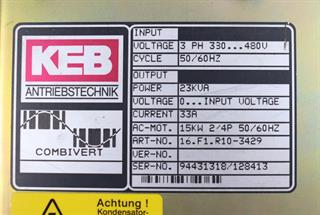 KEB
ANTRIEBSTECHNIK
COMBIVERT
INPUT
VOLTAGE 3 PH 330...480V
CYCLE 50/60HZ
OUTPUT
POWER 23KVA
VOLTAGE 0...INPUT VOLTAGE
CURRENT 33A
AC-MOT. 15KW 2/4P 50/60HZ
ART-NO. 16.F1.R10-3429
VER-NO.
SER-NO. 94431318/128413
Achtung !
Kondensator-